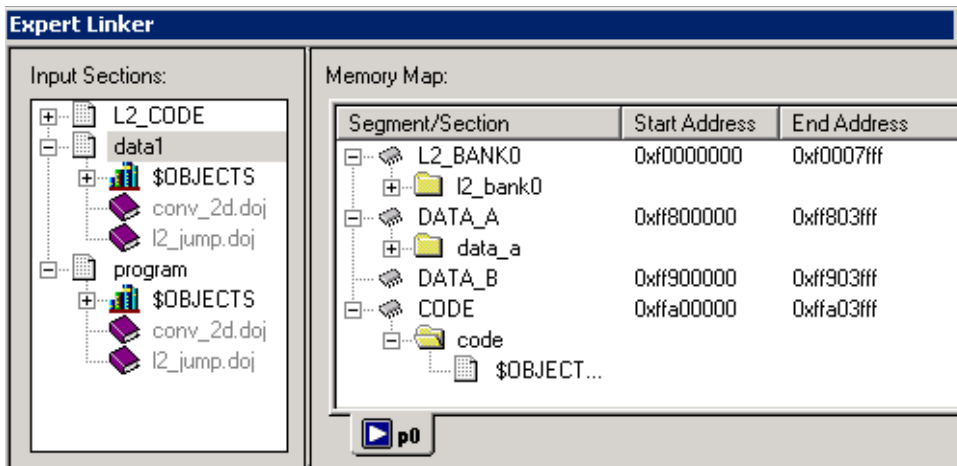 Expert Linker
Input Sections:
L2_CODE
data1
$OBJECTS
conv_2d.doj
l2_jump.doj
program
$OBJECTS
conv_2d.doj
l2_jump.doj
Memory Map:
Segment/Section Start Address End Address
L2_BANK0 0xf0000000 0xf0007fff
l2_bank0
DATA_A 0xff800000 0xff803fff
data_a
DATA_B 0xff900000 0xff903fff
CODE 0xffa00000 0xffa03fff
code
$OBJECT...
p0